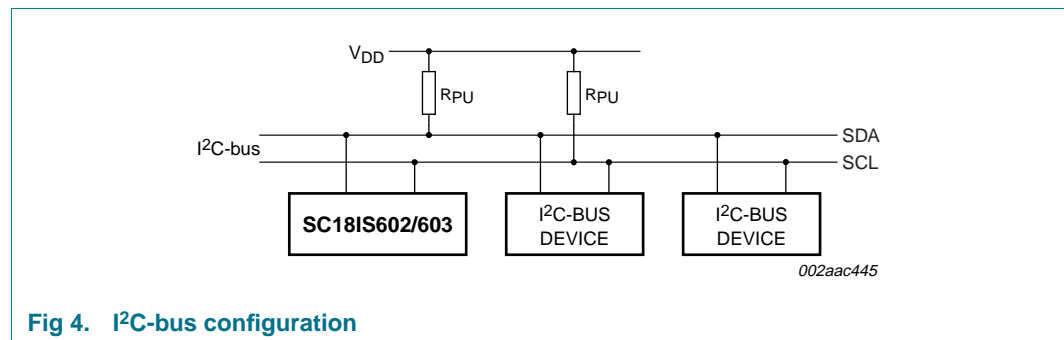 VDD
RPU RPU
SDA
I2C-bus
SCL
SC18IS602/603
I2C-BUS
DEVICE
I2C-BUS
DEVICE
002aac445
Fig 4. I2C-bus configuration